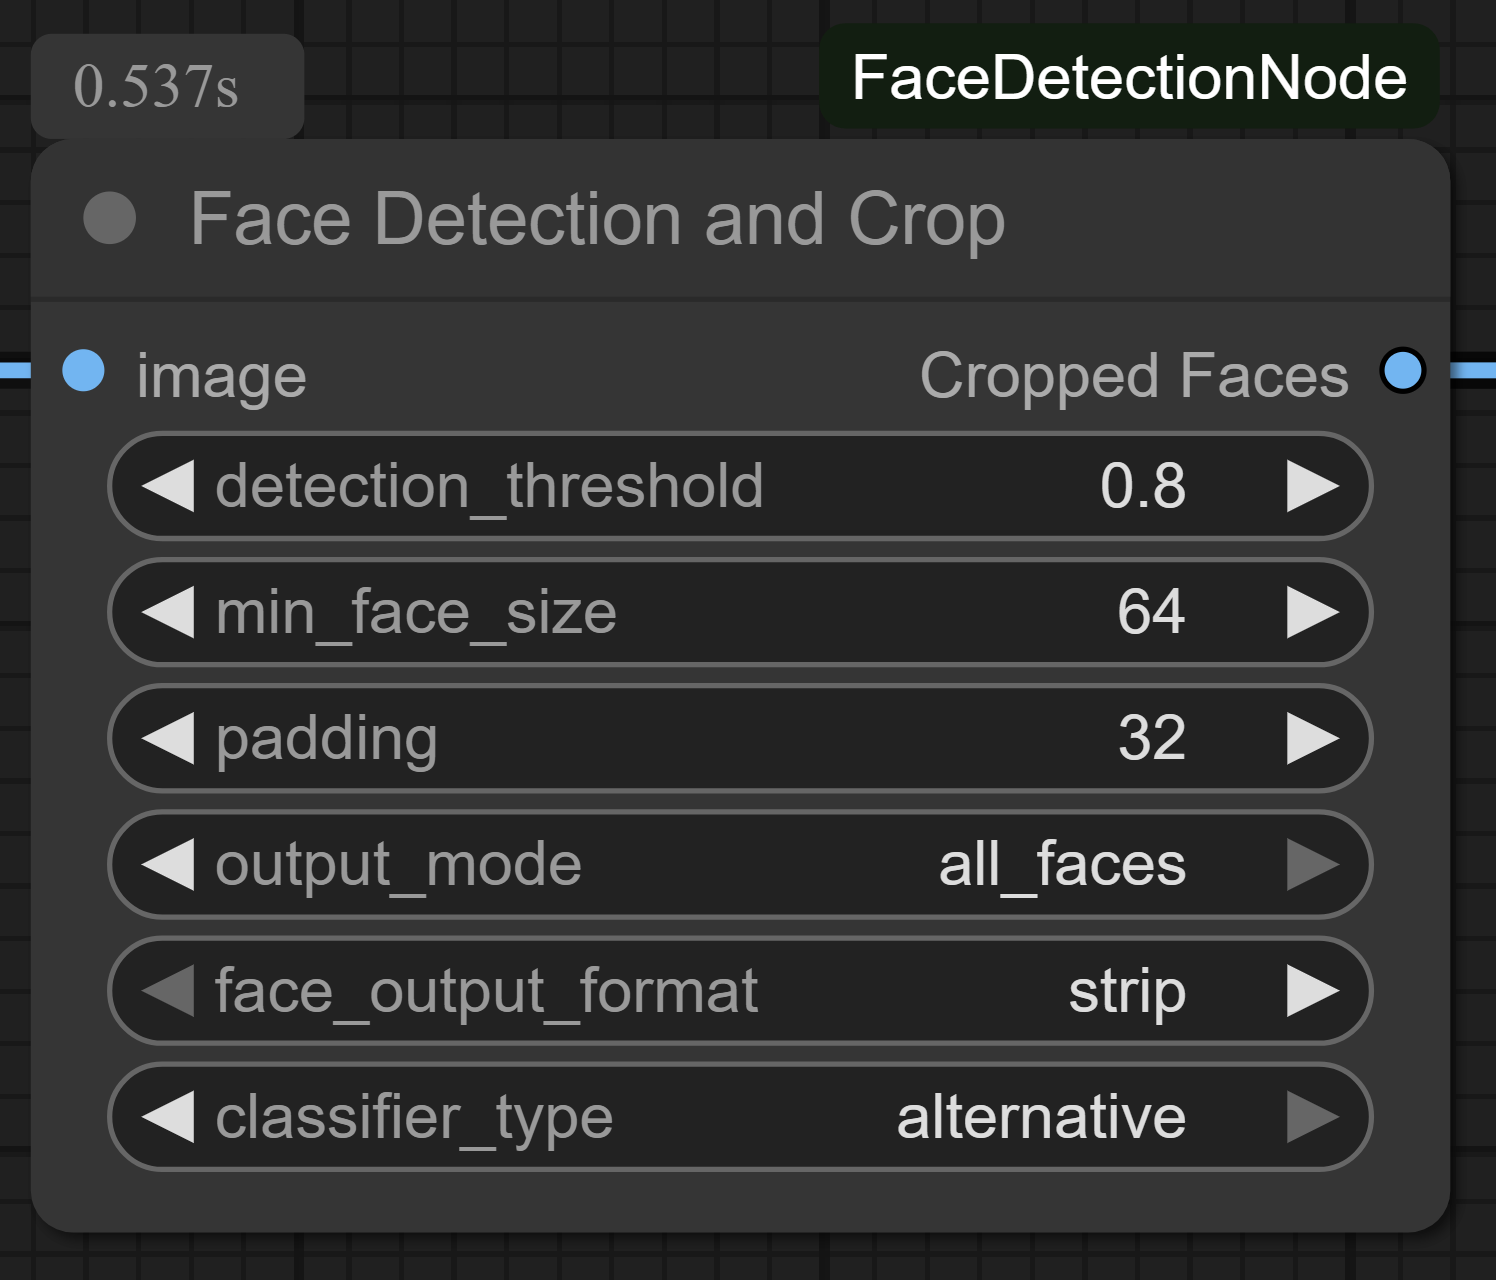 0.537s
FaceDetectionNode
Face Detection and Crop
image Cropped Faces
detection_threshold 0.8
min_face_size 64
padding 32
output_mode all_faces
face_output_format strip
classifier_type alternative